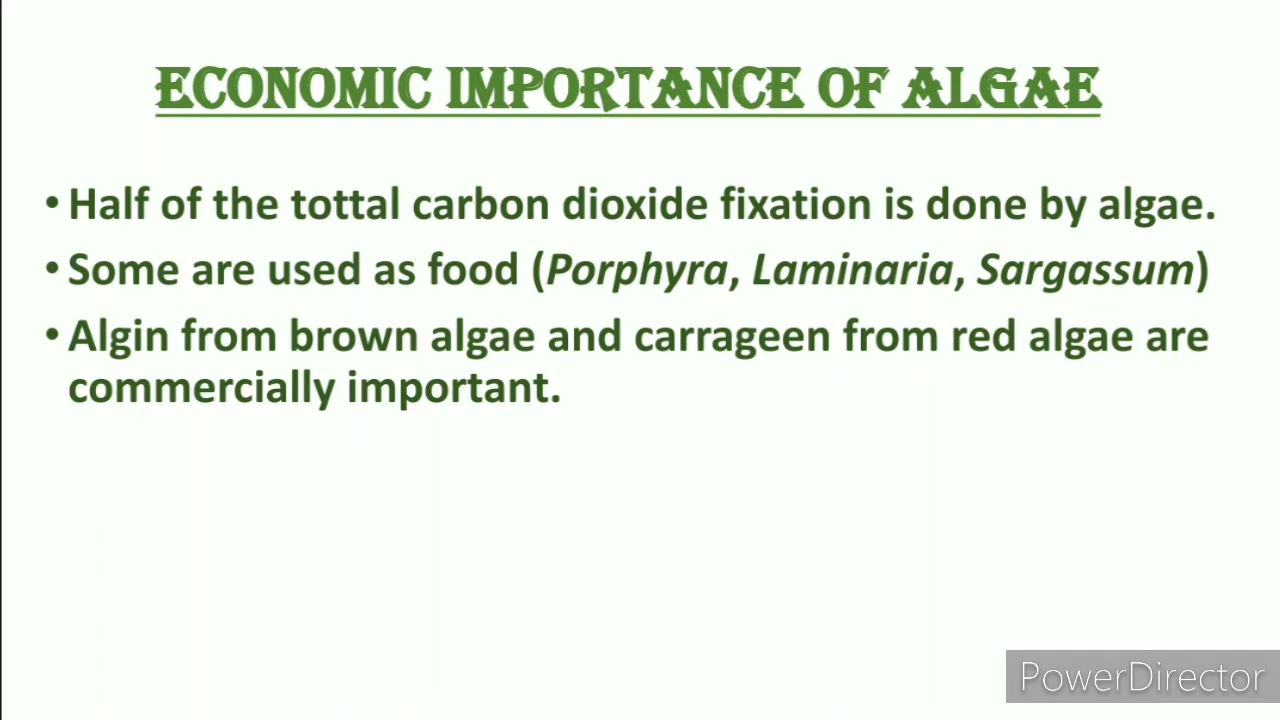 ECONOMIC IMPORTANCE OF ALGAE
• Half of the tottal carbon dioxide fixation is done by algae.
• Some are used as food (Porphyra, Laminaria, Sargassum)
• Algin from brown algae and carrageen from red algae are
commercially important.
PowerDirector